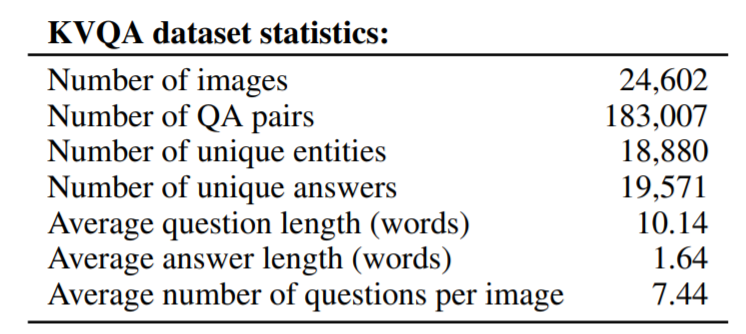 KVQA dataset statistics:
Number of images 24,602
Number of QA pairs 183,007
Number of unique entities 18,880
Number of unique answers 19,571
Average question length (words) 10.14
Average answer length (words) 1.64
Average number of questions per image 7.44